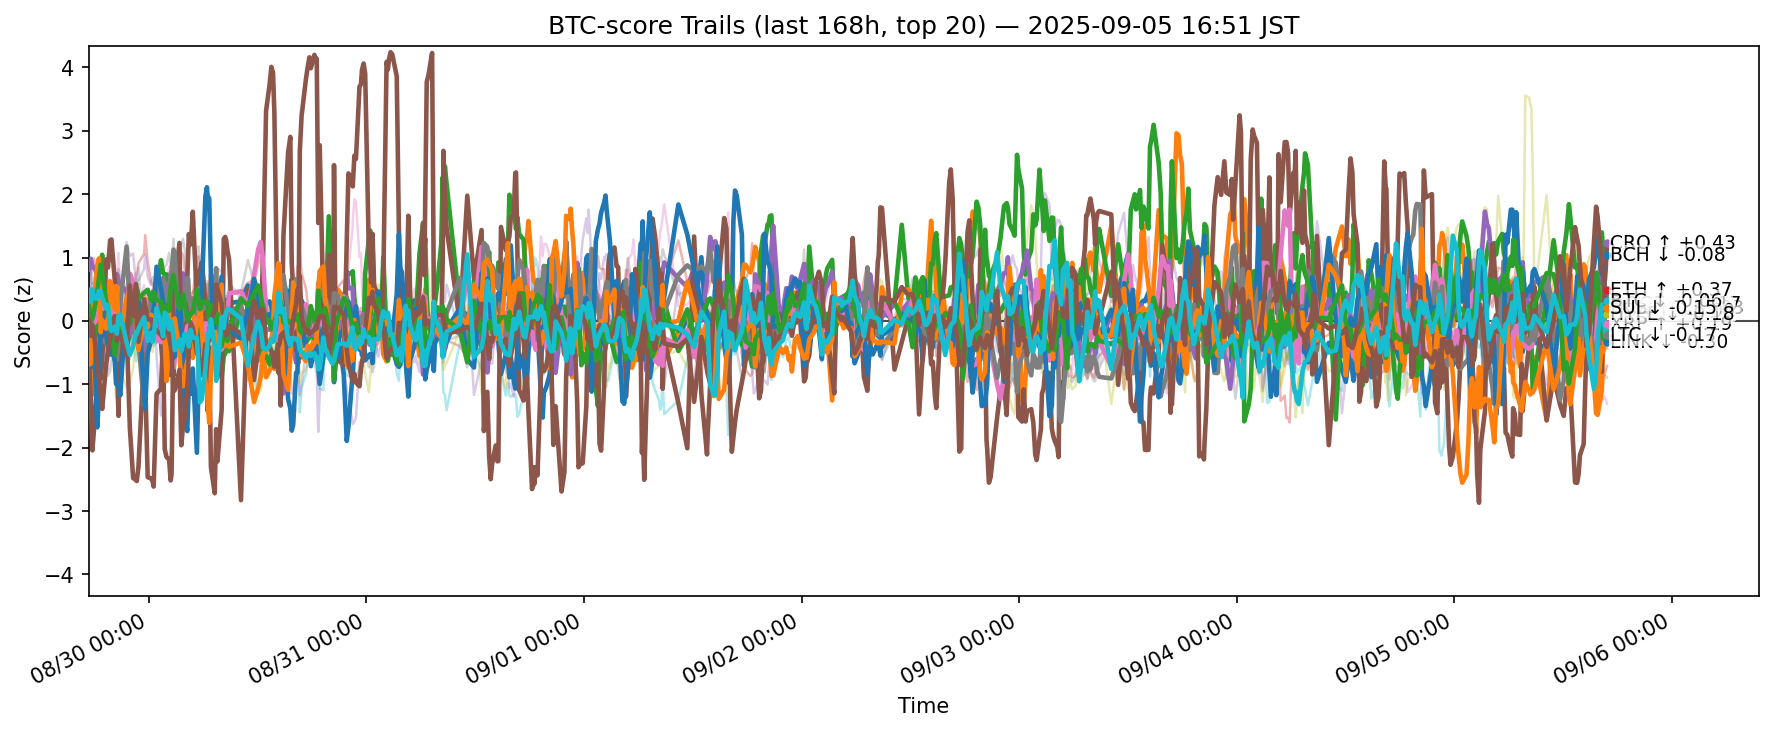 BTC-score Trails (last 168h, top 20) — 2025-09-05 16:51 JST
4
3
2
1
0
−1
−2
−3
−4
Score (z)
CRO ↑ +0.43
BCH ↓ -0.08
ETH ↑ +0.37
SUI ↓ -0.15
LTC ↓ -0.17
LINK ↓ -0.30
08/30 00:00
08/31 00:00
09/01 00:00
09/02 00:00
09/03 00:00
09/04 00:00
09/05 00:00
09/06 00:00
Time